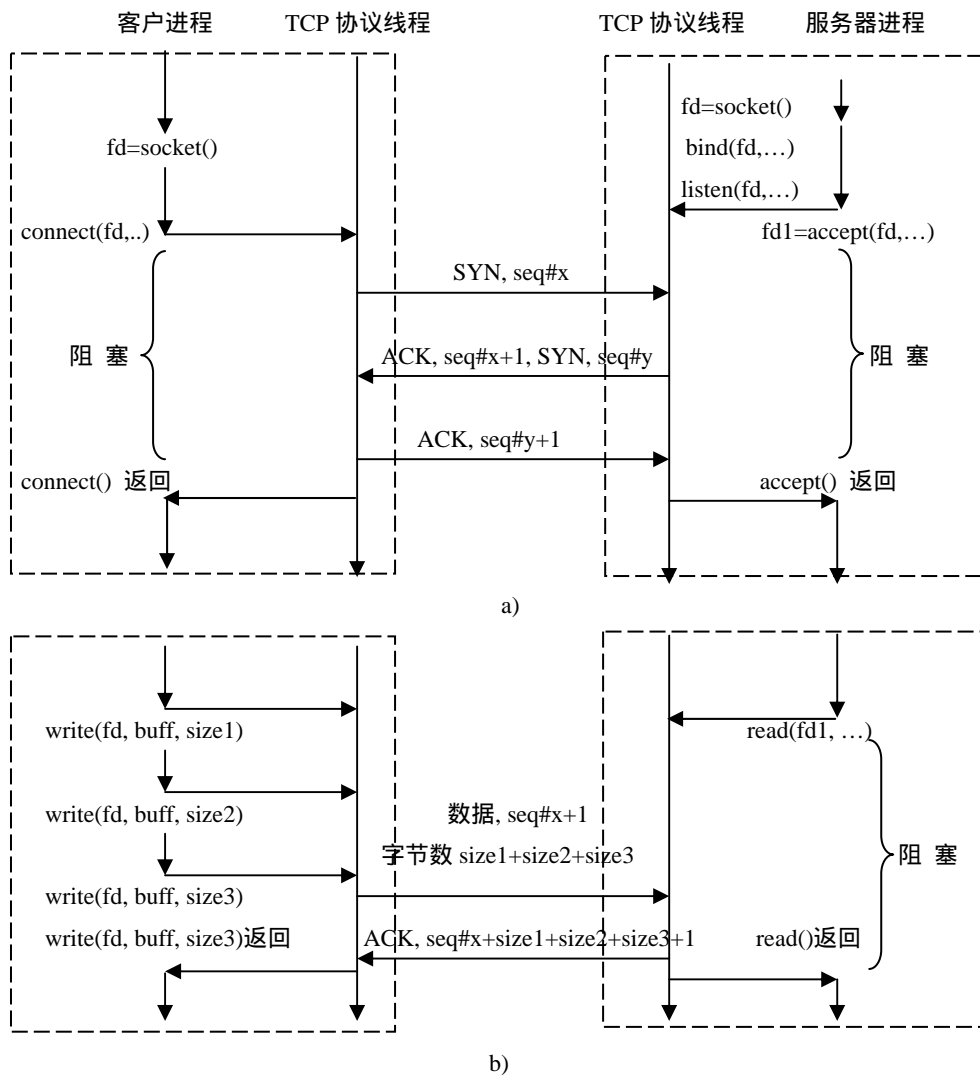 客户进程 TCP 协议线程 TCP 协议线程 服务器进程
fd=socket()
fd=socket()
bind(fd,…)
listen(fd,…)
connect(fd,..)
fd1=accept(fd,…)
SYN, seq#x
阻 塞
ACK, seq#x+1, SYN, seq#y
阻 塞
ACK, seq#y+1
connect() 返回
accept() 返回
a)
write(fd, buff, size1)
read(fd1, …)
write(fd, buff, size2)
数据, seq#x+1
字节数 size1+size2+size3
阻 塞
write(fd, buff, size3)
write(fd, buff, size3)返回
ACK, seq#x+size1+size2+size3+1
read()返回
b)